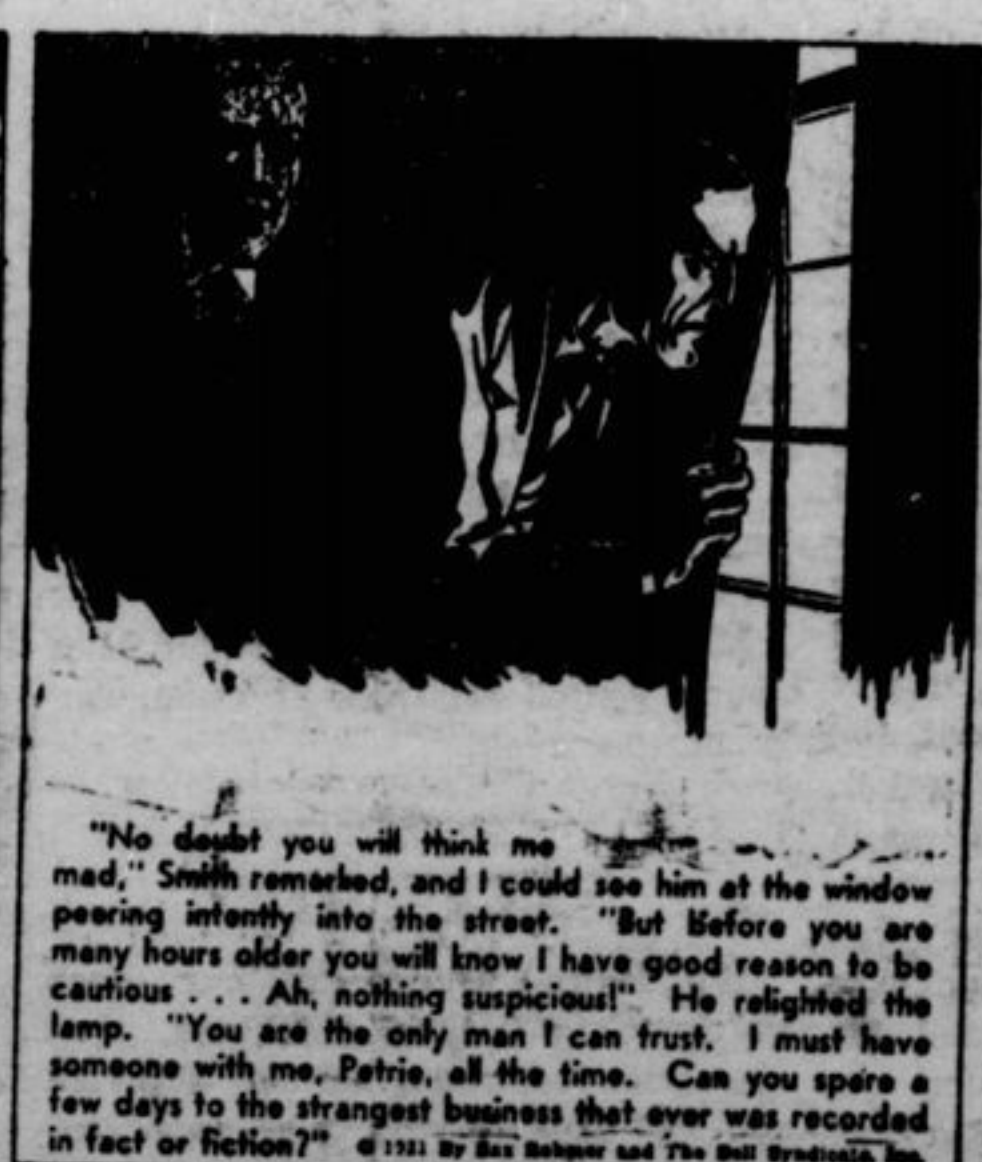 "No doubt you will think me
mad," Smith remarked, and I could see him at the window
peering intently into the street. "But before you are
many hours older you will know I have good reason to be
cautious . . . Ah, nothing suspicious!" He relighted the
lamp. "You are the only man I can trust. I must have
someone with me, Petrie, all the time. Can you spare a
few days to the strangest business that ever was recorded
in fact or fiction?" © By Sax Rohmer and The Bell Syndicate, Inc.